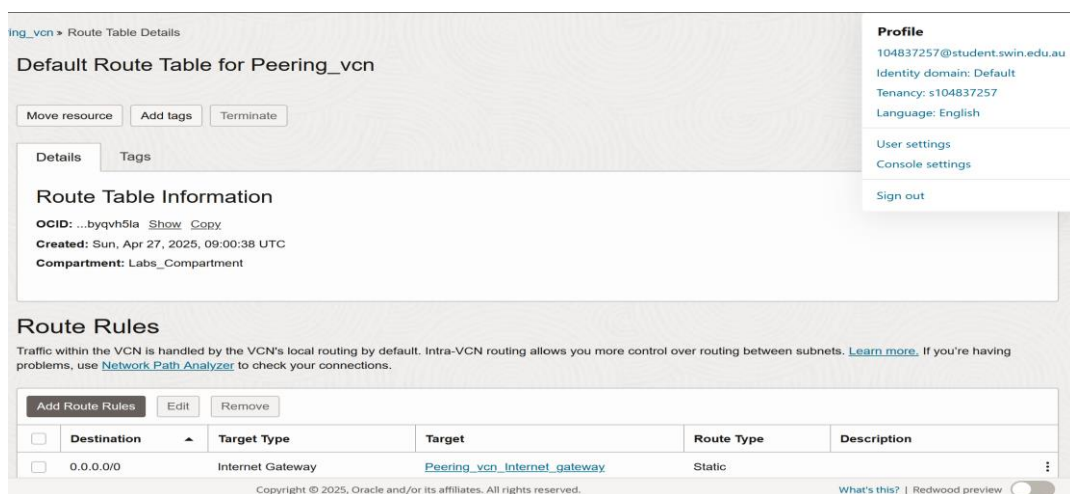 ing_vcn » Route Table Details
Default Route Table for Peering_vcn
Move resource Add tags Terminate
Details Tags
Route Table Information
OCID: ...byqvh5la Show Copy
Created: Sun, Apr 27, 2025, 09:00:38 UTC
Compartment: Labs_Compartment
Profile
104837257@student.swin.edu.au
Identity domain: Default
Tenancy: s104837257
Language: English
User settings
Console settings
Sign out
Route Rules
Traffic within the VCN is handled by the VCN's local routing by default. Intra-VCN routing allows you more control over routing between subnets. Learn more. If you're having
problems, use Network Path Analyzer to check your connections.
Add Route Rules Edit Remove
Destination Target Type Target Route Type Description
0.0.0.0/0 Internet Gateway Peering_vcn_Internet_gateway Static
Copyright © 2025, Oracle and/or its affiliates. All rights reserved. What's this? | Redwood preview